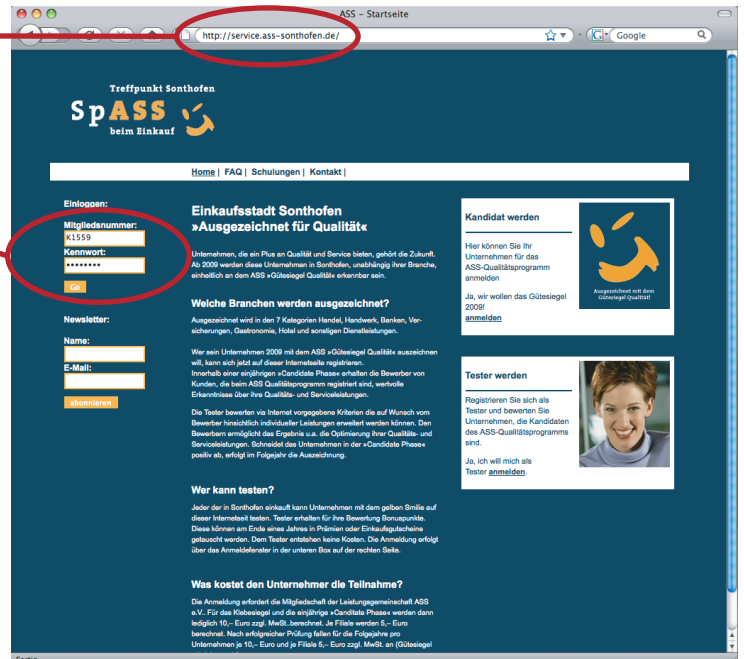 ASS – Startseite
http://service.ass-sonthofen.de/
Google
Treffpunkt Sonthofen
SpASS
beim Einkauf
Home | FAQ | Schulungen | Kontakt |
Einloggen:
Mitgliedsnummer:
K1559
Kennwort:
••••••••
Go
Newsletter:
Name:
E-Mail:
abonnieren
Einkaufsstadt Sonthofen
»Ausgezeichnet für Qualität«
Unternehmen, die ein Plus an Qualität und Service bieten, gehört die Zukunft.
Ab 2009 werden diese Unternehmen in Sonthofen, unabhängig ihrer Branche,
einheitlich an dem ASS »Gütesiegel Qualität« erkennbar sein.
Welche Branchen werden ausgezeichnet?
Ausgezeichnet wird in den 7 Kategorien Handel, Handwerk, Banken, Ver-
sicherungen, Gastronomie, Hotel und sonstigen Dienstleistungen.
Wer sein Unternehmen 2009 mit dem ASS »Gütesiegel Qualität« auszeichnen
will, kann sich jetzt auf dieser Internetseite registrieren.
Innerhalb einer einjährigen »Candidate Phase« erhalten die Bewerber von
Kunden, die beim ASS Qualitätsprogramm registriert sind, wertvolle
Erkenntnisse über ihre Qualitäts- und Serviceleistungen.
Die Tester bewerten via Internet vorgegebene Kriterien die auf Wunsch vom
Bewerber hinsichtlich individueller Leistungen erweitert werden können. Den
Bewerbern ermöglicht das Ergebnis u.a. die Optimierung ihrer Qualitäts- und
Serviceleistungen. Schneidet das Unternehmen in der »Candidate Phase«
positiv ab, erfolgt im Folgejahr die Auszeichnung.
Wer kann testen?
Jeder der in Sonthofen einkauft kann Unternehmen mit dem gelben Smilie auf
dieser Internetseit testen. Tester erhalten für ihre Bewertung Bonuspunkte.
Diese können am Ende eines Jahres in Prämien oder Einkaufsgutscheine
getauscht werden. Dem Tester entstehen keine Kosten. Die Anmeldung erfolgt
über das Anmeldefenster in der unteren Box auf der rechten Seite.
Was kostet den Unternehmer die Teilnahme?
Die Anmeldung erfordert die Mitgliedschaft der Leistungsgemeinschaft ASS
e.V.. Für das Klebesiegel und die einjährige »Canditate Phase« werden dann
lediglich 10,– Euro zzgl. MwSt..berechnet. Je Filiale werden 5,– Euro
berechnet. Nach erfolgreicher Prüfung fallen für die Folgejahre pro
Unternehmen je 10,– Euro und je Filiale 5,– Euro zzgl. MwSt. an (Gütesiegel
Kandidat werden
Hier können Sie Ihr
Unternehmen für das
ASS-Qualitätsprogramm
anmelden
Ja, wir wollen das Gütesiegel
2009!
anmelden
Ausgezeichnet mit dem
Gütesiegel Qualität!
Tester werden
Registrieren Sie sich als
Tester und bewerten Sie
Unternehmen, die Kandidaten
des ASS-Qualitätsprogramms
sind.
Ja, ich will mich als
Tester anmelden.